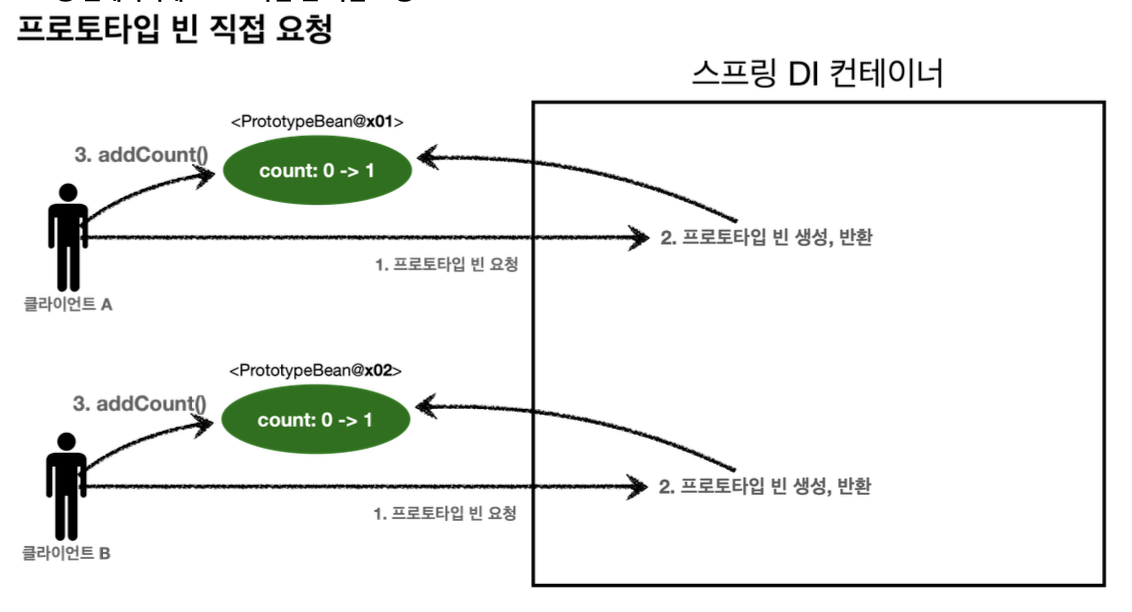 프로토타입 빈 직접 요청
스프링 DI 컨테이너
<PrototypeBean@x01>
3. addCount()
count: 0 -> 1
2. 프로토타입 빈 생성, 반환
1. 프로토타입 빈 요청
클라이언트 A
<PrototypeBean@x02>
3. addCount()
count: 0 -> 1
2. 프로토타입 빈 생성, 반환
1. 프로토타입 빈 요청
클라이언트 B